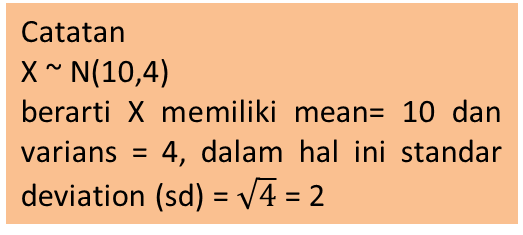 Catatan
X ~ N(10,4)
berarti X memiliki mean= 10 dan
varians = 4, dalam hal ini standar
deviation (sd) = √4 = 2